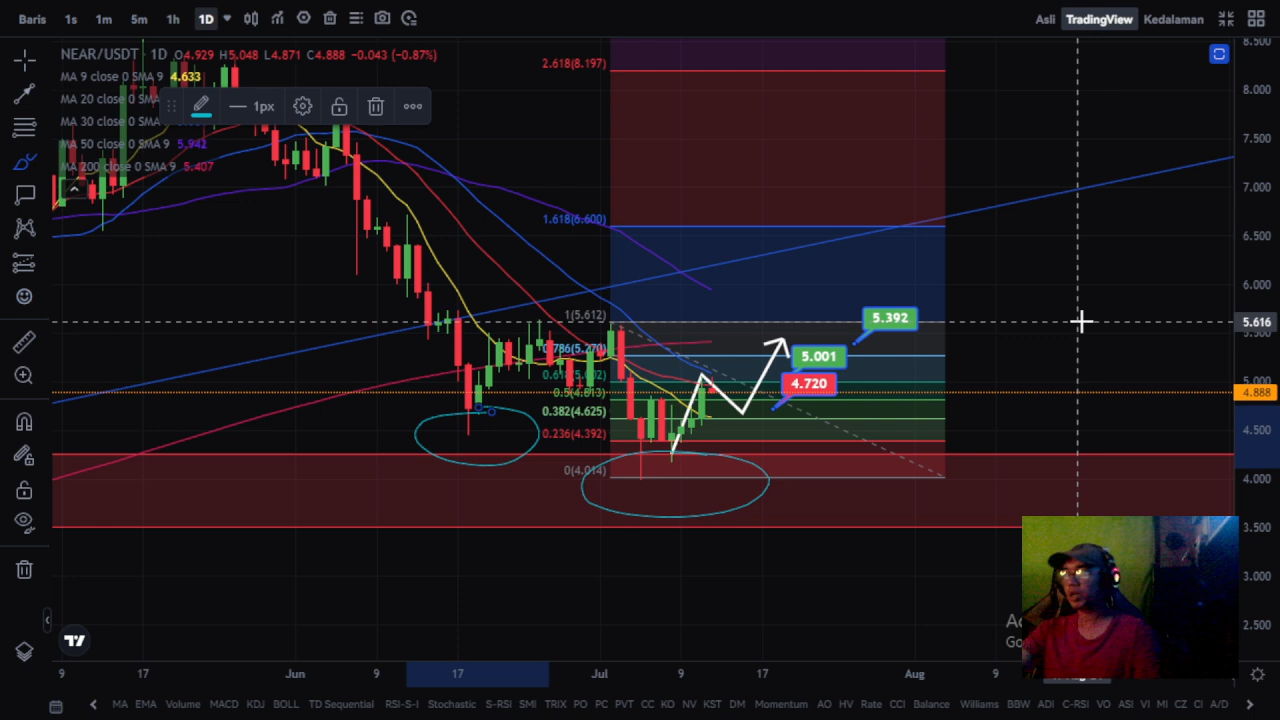 Baris 1s 1m 5m 1h 1D Asli TradingView Kedalaman
NEAR/USDT 1D O4.929 H5.048 L4.871 C4.888 -0.043 (-0.87%)
MA 9 close 0 SMA 9 4.633
MA 20 close 0 SMA
MA 30 close 0 SMA
MA 50 close 0 SMA 9 5.942
MA 200 close 0 SMA 9 5.407
1px
2.618(8.197)
1.618(6.600)
1(5.612)
0.786(5.270)
0.5(4.813)
0.382(4.625)
0.236(4.392)
0(4.014)
5.392
5.001
4.720
8.500
8.000
7.500
7.000
6.500
6.000
5.616
5.000
4.888
4.500
4.000
3.500
3.000
2.500
9 17 Jun 9 17 Jul 9 17 Aug 9
MA EMA Volume MACD KDJ BOLL TD Sequential RSI-S-I Stochastic S-RSI SMI TRIX PO PC PVT CC KO NV KST DM Momentum AO HV Rate CCI Balance Williams BBW ADI C-RSI VO ASI VI MI CZ CI A/D